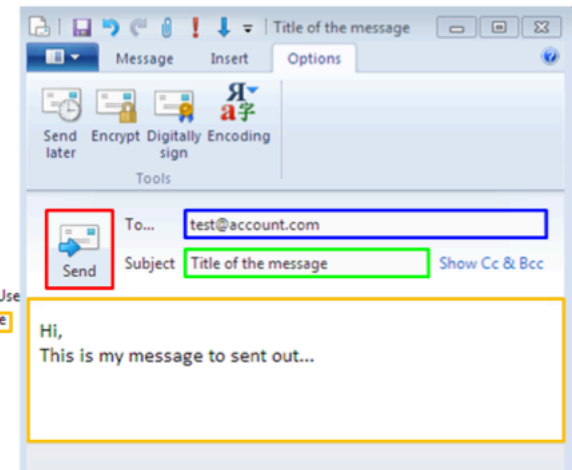 Title of the message
Message Insert Options
Send later Encrypt Digitally sign Encoding
Я
a字
Tools
To... test@account.com
Send Subject Title of the message Show Cc & Bcc
Use
e
Hi,
This is my message to sent out...